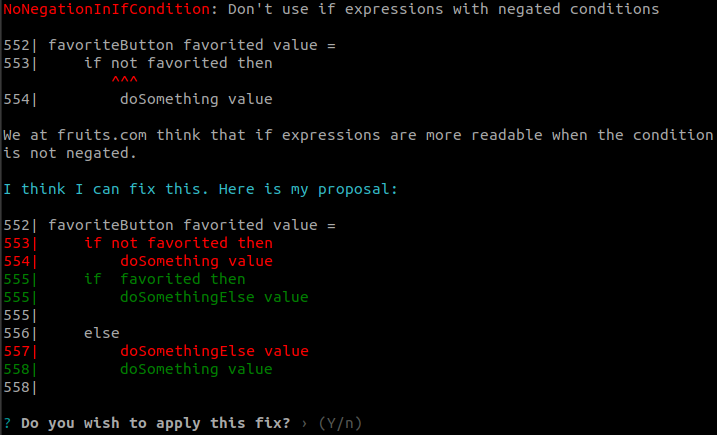 NoNegationInIfCondition: Don't use if expressions with negated conditions
552| favoriteButton favorited value =
553|     if not favorited then
            ^^^
554|         doSomething value
We at fruits.com think that if expressions are more readable when the condition
is not negated.
I think I can fix this. Here is my proposal:
552| favoriteButton favorited value =
553|     if not favorited then
554|         doSomething value
555|     if  favorited then
555|         doSomethingElse value
555|
556|     else
557|         doSomethingElse value
558|         doSomething value
558|
? Do you wish to apply this fix? › (Y/n)